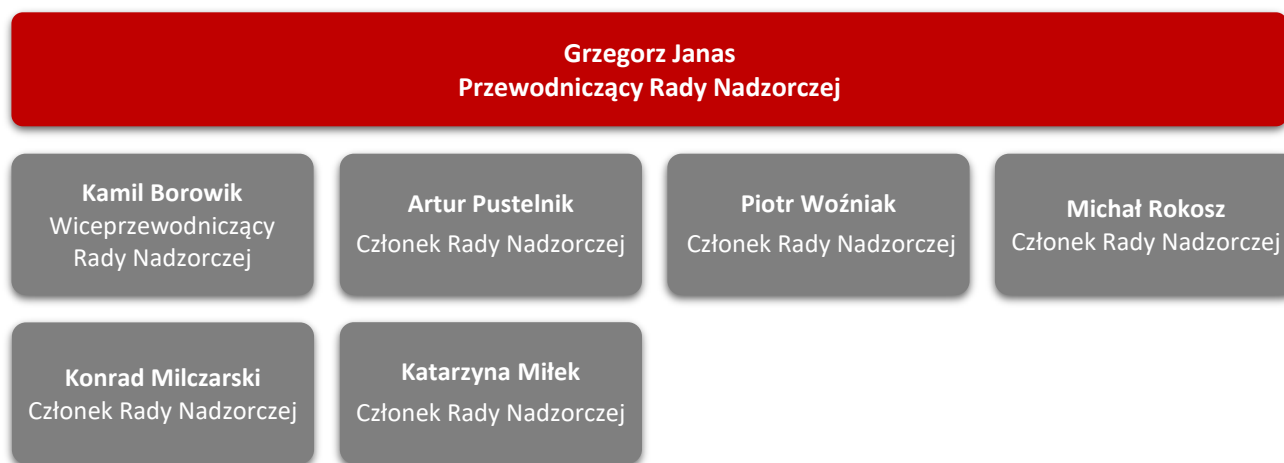 Grzegorz Janas
Przewodniczący Rady Nadzorczej
Kamil Borowik
Wiceprzewodniczący
Rady Nadzorczej
Artur Pustelnik
Członek Rady Nadzorczej
Piotr Woźniak
Członek Rady Nadzorczej
Michał Rokosz
Członek Rady Nadzorczej
Konrad Milczarski
Członek Rady Nadzorczej
Katarzyna Miłek
Członek Rady Nadzorczej